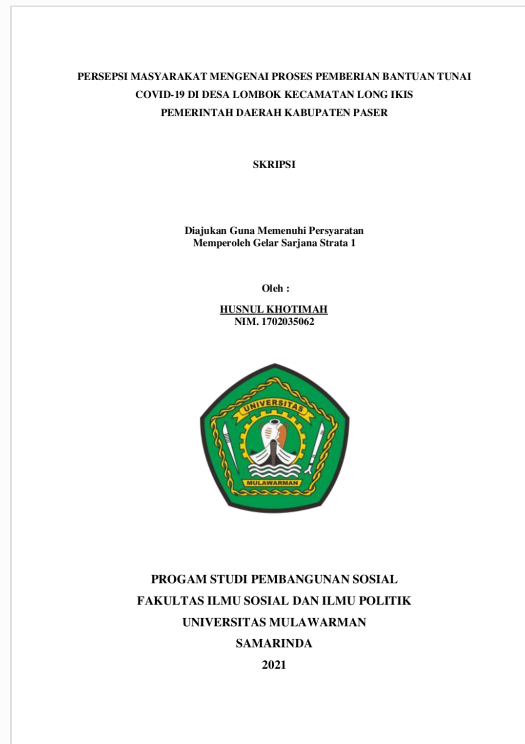 PERSEPSI MASYARAKAT MENGENAI PROSES PEMBERIAN BANTUAN TUNAI
COVID-19 DI DESA LOMBOK KECAMATAN LONG IKIS
PEMERINTAH DAERAH KABUPATEN PASER
SKRIPSI
Diajukan Guna Memenuhi Persyaratan
Memperoleh Gelar Sarjana Strata 1
Oleh :
HUSNUL KHOTIMAH
NIM. 1702035062
UNIVERSITAS
MULAWARMAN
PROGAM STUDI PEMBANGUNAN SOSIAL
FAKULTAS ILMU SOSIAL DAN ILMU POLITIK
UNIVERSITAS MULAWARMAN
SAMARINDA
2021